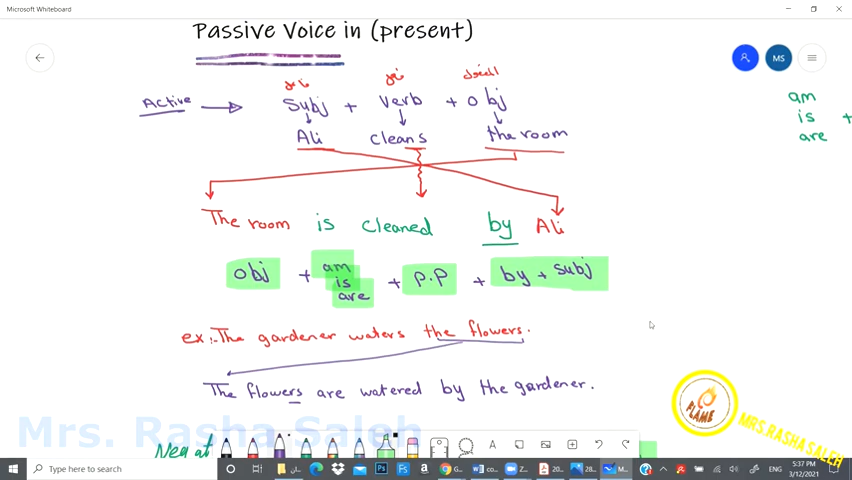 Microsoft Whiteboard
Passive Voice in (present)
MS
فاعل فعل مفعول
Active → Subj + Verb + obj
am
is +
are
Ali cleans the room
The room is cleaned by Ali
obj + am is are + P.P + by + subj
ex:- The gardener waters the flowers.
The flowers are watered by the gardener.
FLAME
MRS.RASHA SALEH
Mrs. Rasha Saleh
Negat
Type here to search
ENG
5:37 PM
3/12/2021